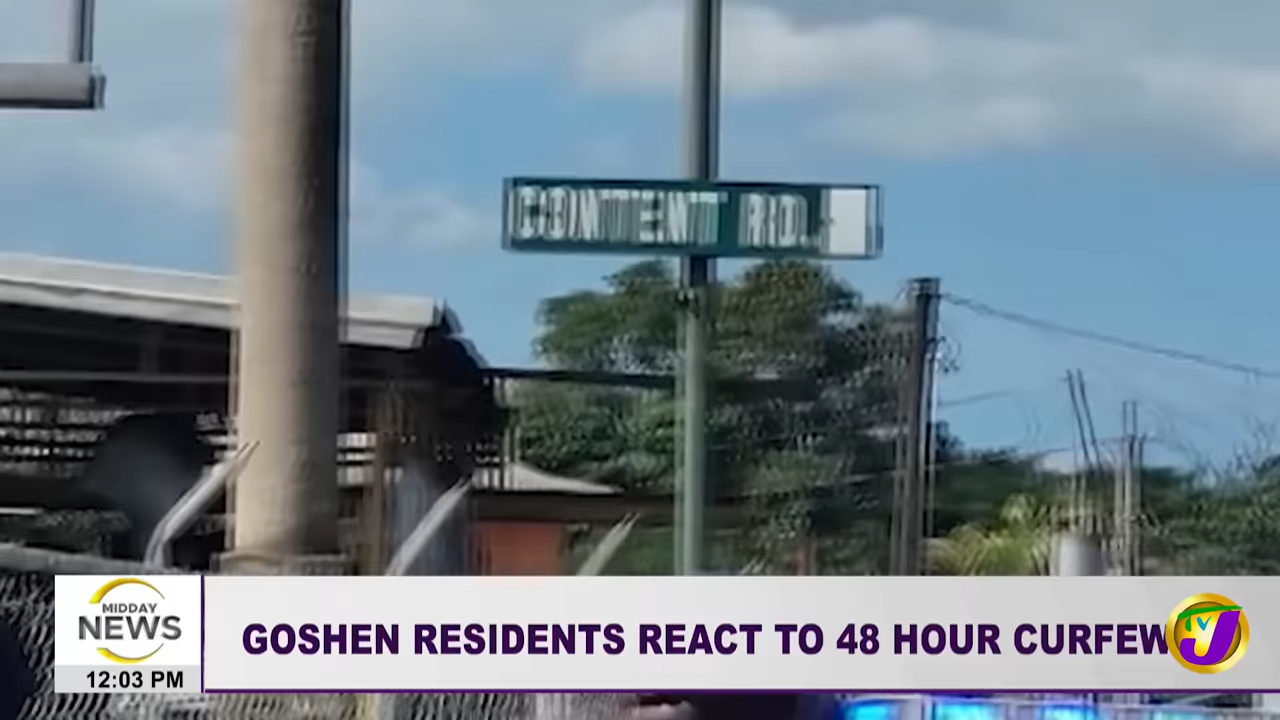 CONTENT RD.
MIDDAY
NEWS
12:03 PM
GOSHEN RESIDENTS REACT TO 48 HOUR CURFEW
TVJ